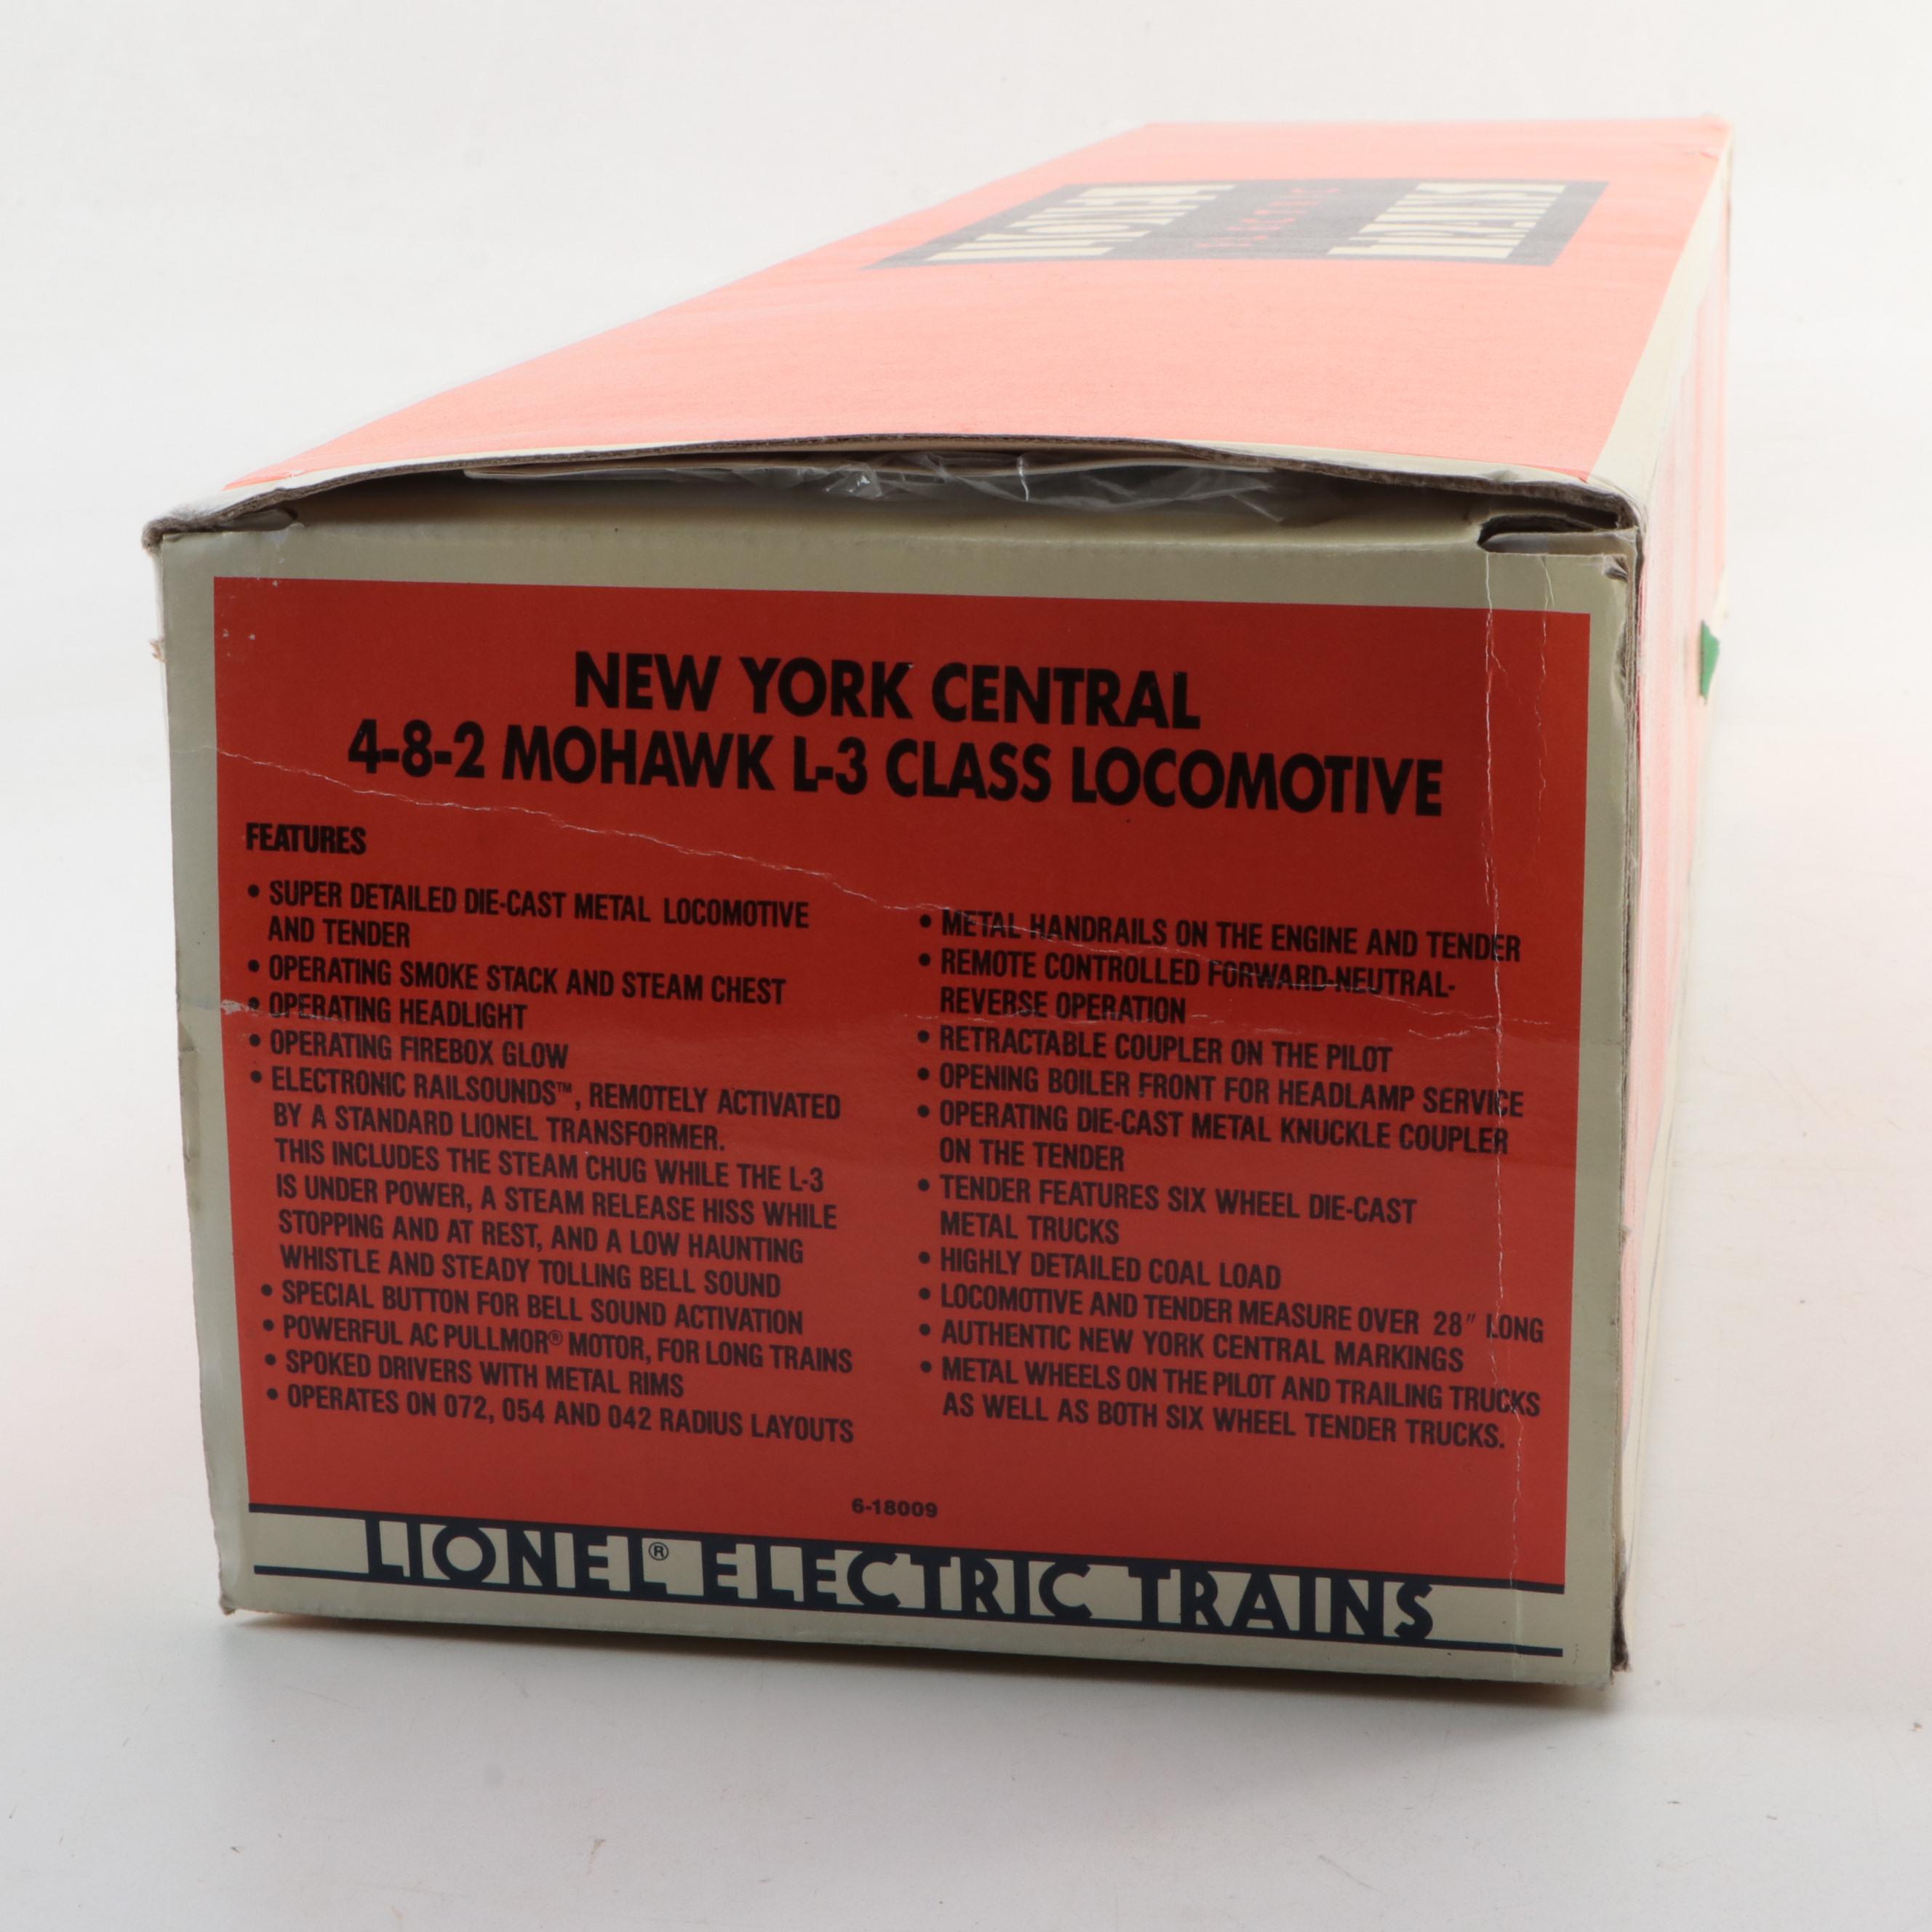 LIONEL
ELECTRIC
TRAINS
NEW YORK CENTRAL
4-8-2 MOHAWK L-3 CLASS LOCOMOTIVE
FEATURES
• SUPER DETAILED DIE-CAST METAL LOCOMOTIVE
AND TENDER
• OPERATING SMOKE STACK AND STEAM CHEST
• OPERATING HEADLIGHT
• OPERATING FIREBOX GLOW
• ELECTRONIC RAILSOUNDS™, REMOTELY ACTIVATED
BY A STANDARD LIONEL TRANSFORMER.
THIS INCLUDES THE STEAM CHUG WHILE THE L-3
IS UNDER POWER, A STEAM RELEASE HISS WHILE
STOPPING AND AT REST, AND A LOW HAUNTING
WHISTLE AND STEADY TOLLING BELL SOUND
• SPECIAL BUTTON FOR BELL SOUND ACTIVATION
• POWERFUL AC PULLMOR® MOTOR, FOR LONG TRAINS
• SPOKED DRIVERS WITH METAL RIMS
• OPERATES ON 072, 054 AND 042 RADIUS LAYOUTS
• METAL HANDRAILS ON THE ENGINE AND TENDER
• REMOTE CONTROLLED FORWARD-NEUTRAL-
REVERSE OPERATION
• RETRACTABLE COUPLER ON THE PILOT
• OPENING BOILER FRONT FOR HEADLAMP SERVICE
• OPERATING DIE-CAST METAL KNUCKLE COUPLER
ON THE TENDER
• TENDER FEATURES SIX WHEEL DIE-CAST
METAL TRUCKS
• HIGHLY DETAILED COAL LOAD
• LOCOMOTIVE AND TENDER MEASURE OVER 28″ LONG
• AUTHENTIC NEW YORK CENTRAL MARKINGS
• METAL WHEELS ON THE PILOT AND TRAILING TRUCKS
AS WELL AS BOTH SIX WHEEL TENDER TRUCKS.
6-18009
LIONEL® ELECTRIC TRAINS